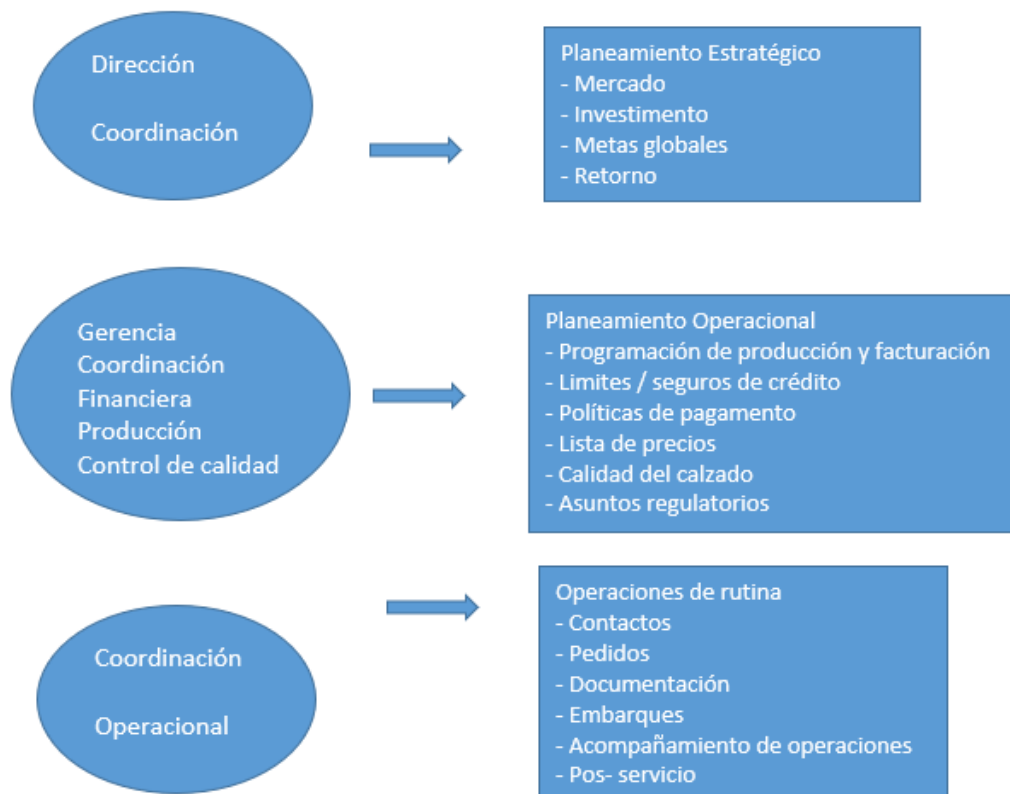 Dirección
Coordinación
Planeamiento Estratégico
- Mercado
- Investimento
- Metas globales
- Retorno
Gerencia
Coordinación
Financiera
Producción
Control de calidad
Planeamiento Operacional
- Programación de producción y facturación
- Limites / seguros de crédito
- Políticas de pagamento
- Lista de precios
- Calidad del calzado
- Asuntos regulatorios
Coordinación
Operacional
Operaciones de rutina
- Contactos
- Pedidos
- Documentación
- Embarques
- Acompañamiento de operaciones
- Pos- servicio